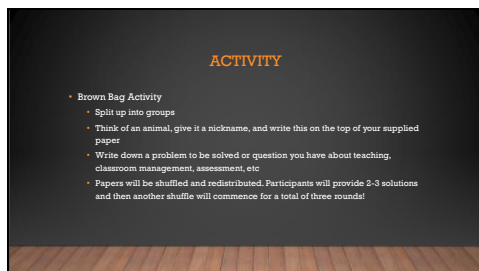 ACTIVITY
• Brown Bag Activity
• Split up into groups
• Think of an animal, give it a nickname, and write this on the top of your supplied
paper
• Write down a problem to be solved or question you have about teaching,
classroom management, assessment, etc
• Papers will be shuffled and redistributed. Participants will provide 2-3 solutions
and then another shuffle will commence for a total of three rounds!